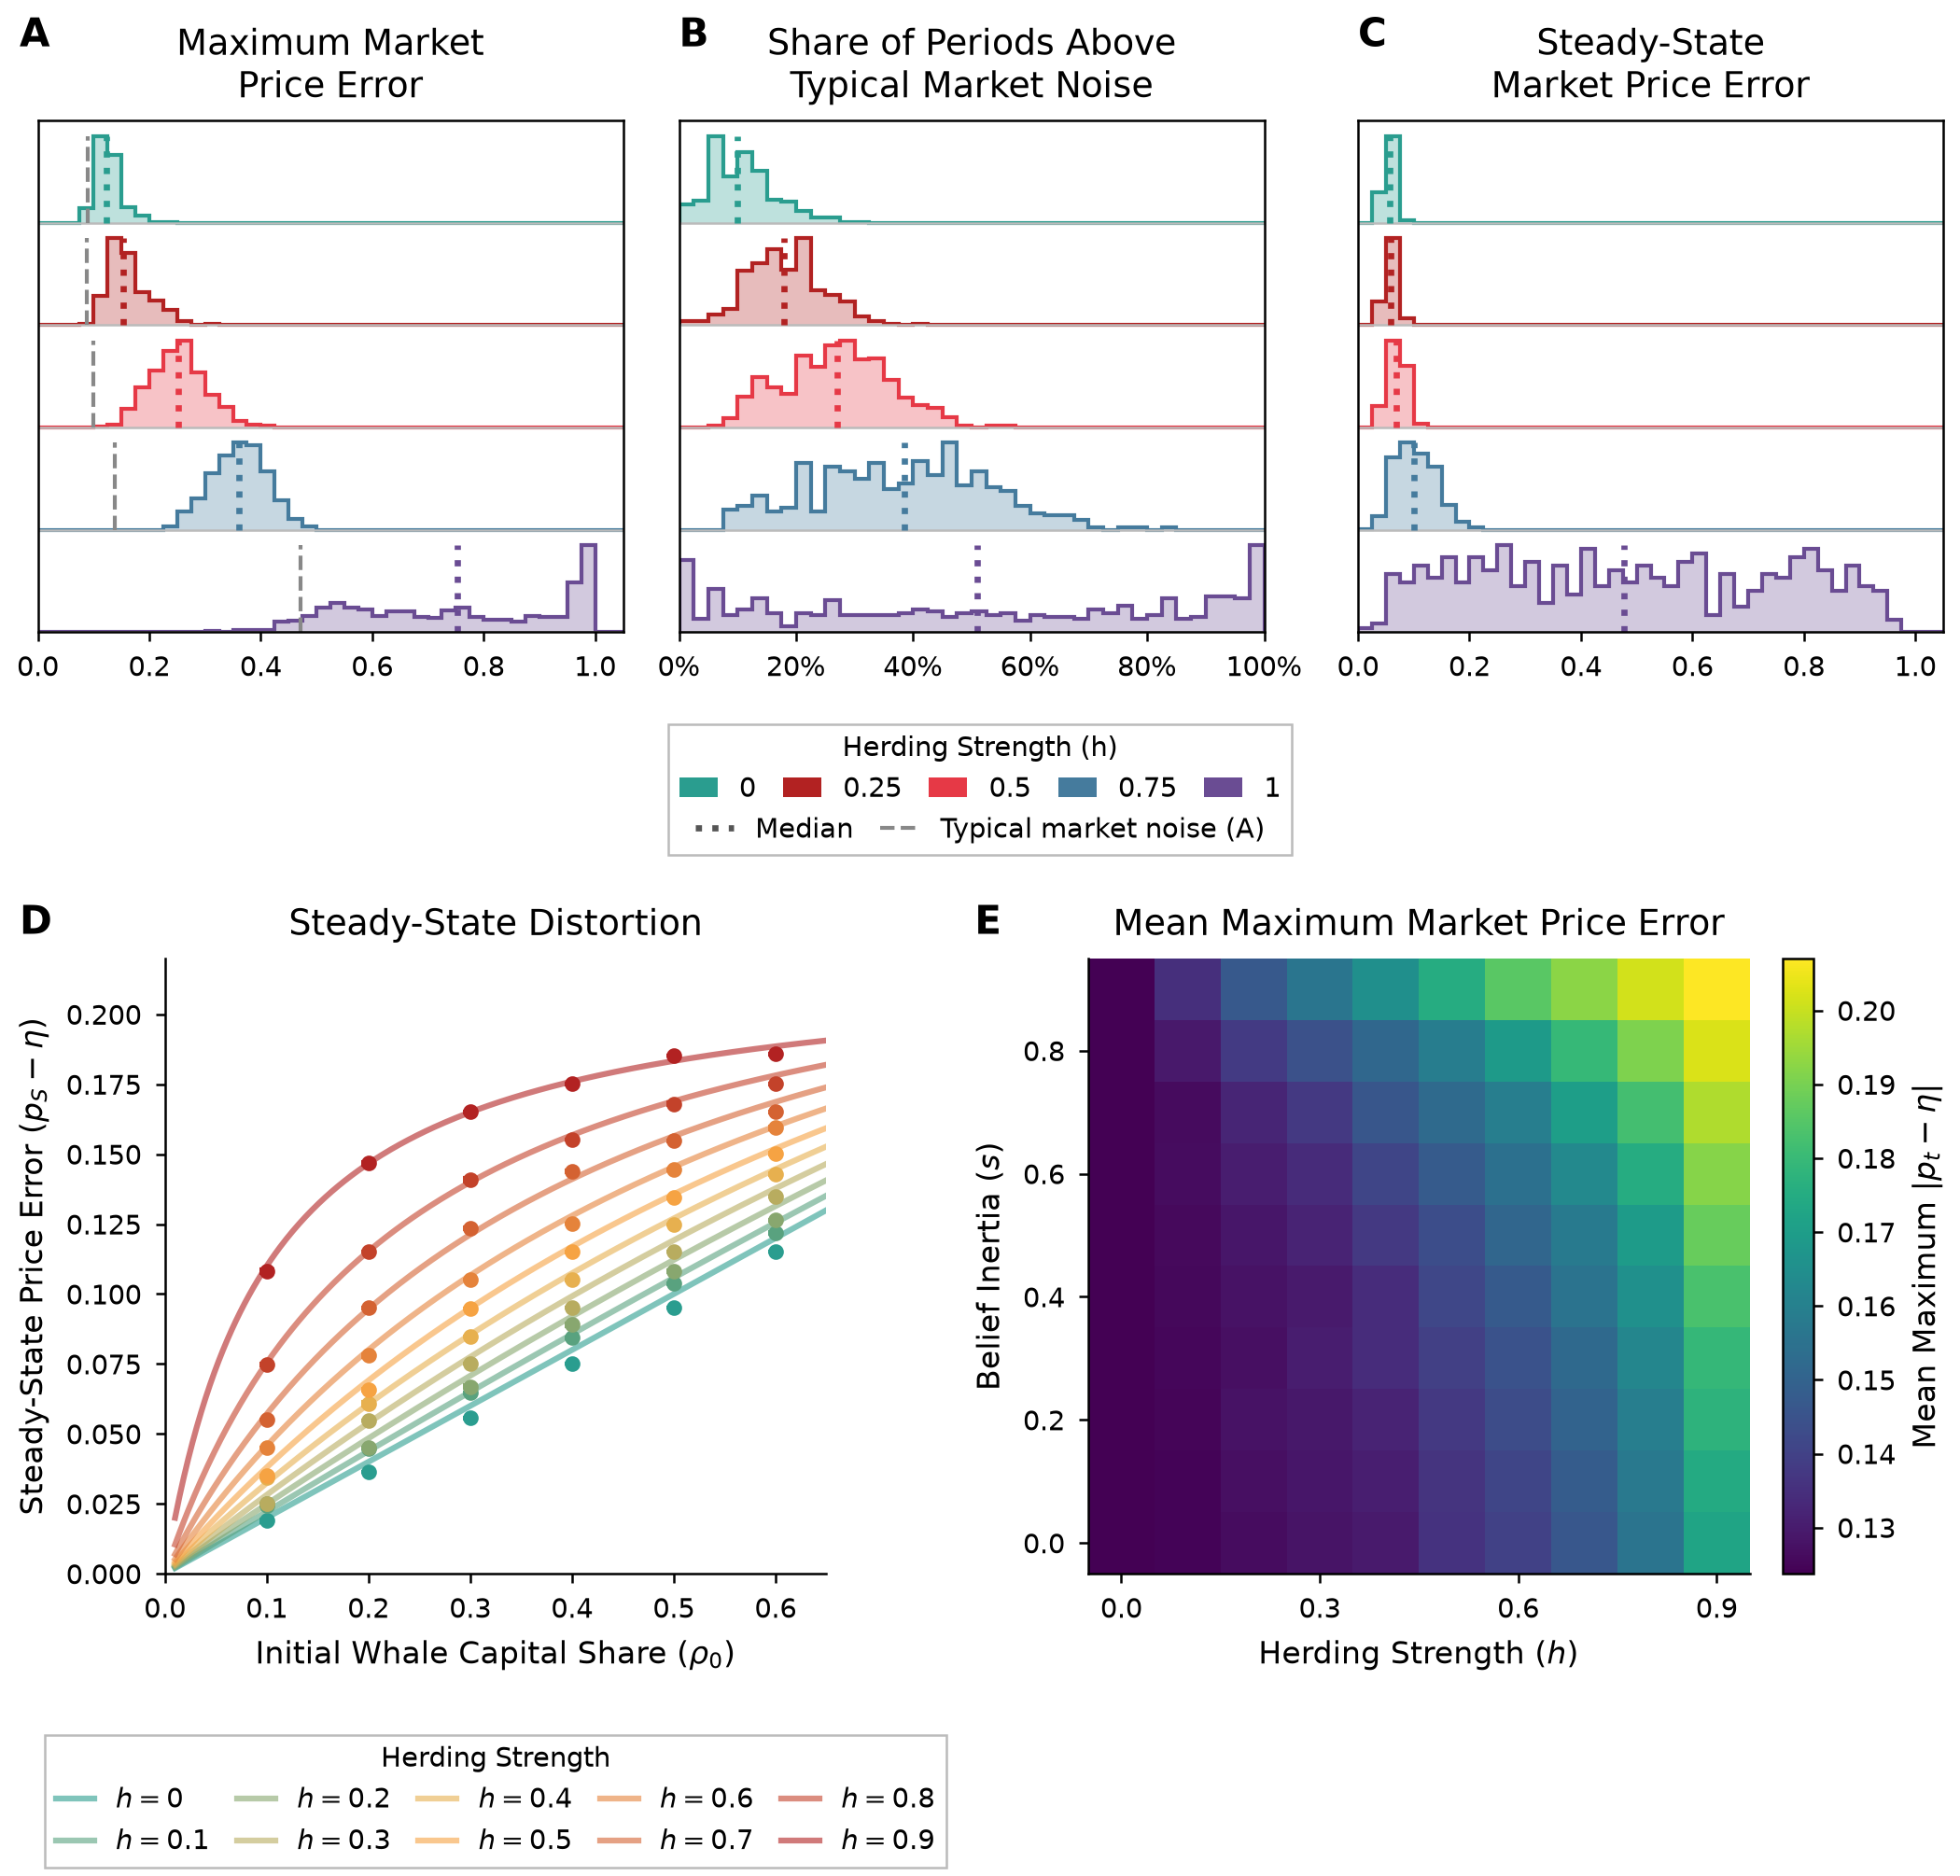 A
Maximum Market
Price Error
B
Share of Periods Above
Typical Market Noise
C
Steady-State
Market Price Error
0.0 0.2 0.4 0.6 0.8 1.0
0% 20% 40% 60% 80% 100%
0.0 0.2 0.4 0.6 0.8 1.0
Herding Strength (h)
0 0.25 0.5 0.75 1
Median Typical market noise (A)
D
Steady-State Distortion
Steady-State Price Error (pₛ − η)
0.200
0.175
0.150
0.125
0.100
0.075
0.050
0.025
0.000
0.0 0.1 0.2 0.3 0.4 0.5 0.6
Initial Whale Capital Share (ρ₀)
E
Mean Maximum Market Price Error
Belief Inertia (s)
0.8
0.6
0.4
0.2
0.0
0.0 0.3 0.6 0.9
Herding Strength (h)
0.20
0.19
0.18
0.17
0.16
0.15
0.14
0.13
Mean Maximum |pₜ − η|
Herding Strength
h = 0 h = 0.2 h = 0.4 h = 0.6 h = 0.8
h = 0.1 h = 0.3 h = 0.5 h = 0.7 h = 0.9